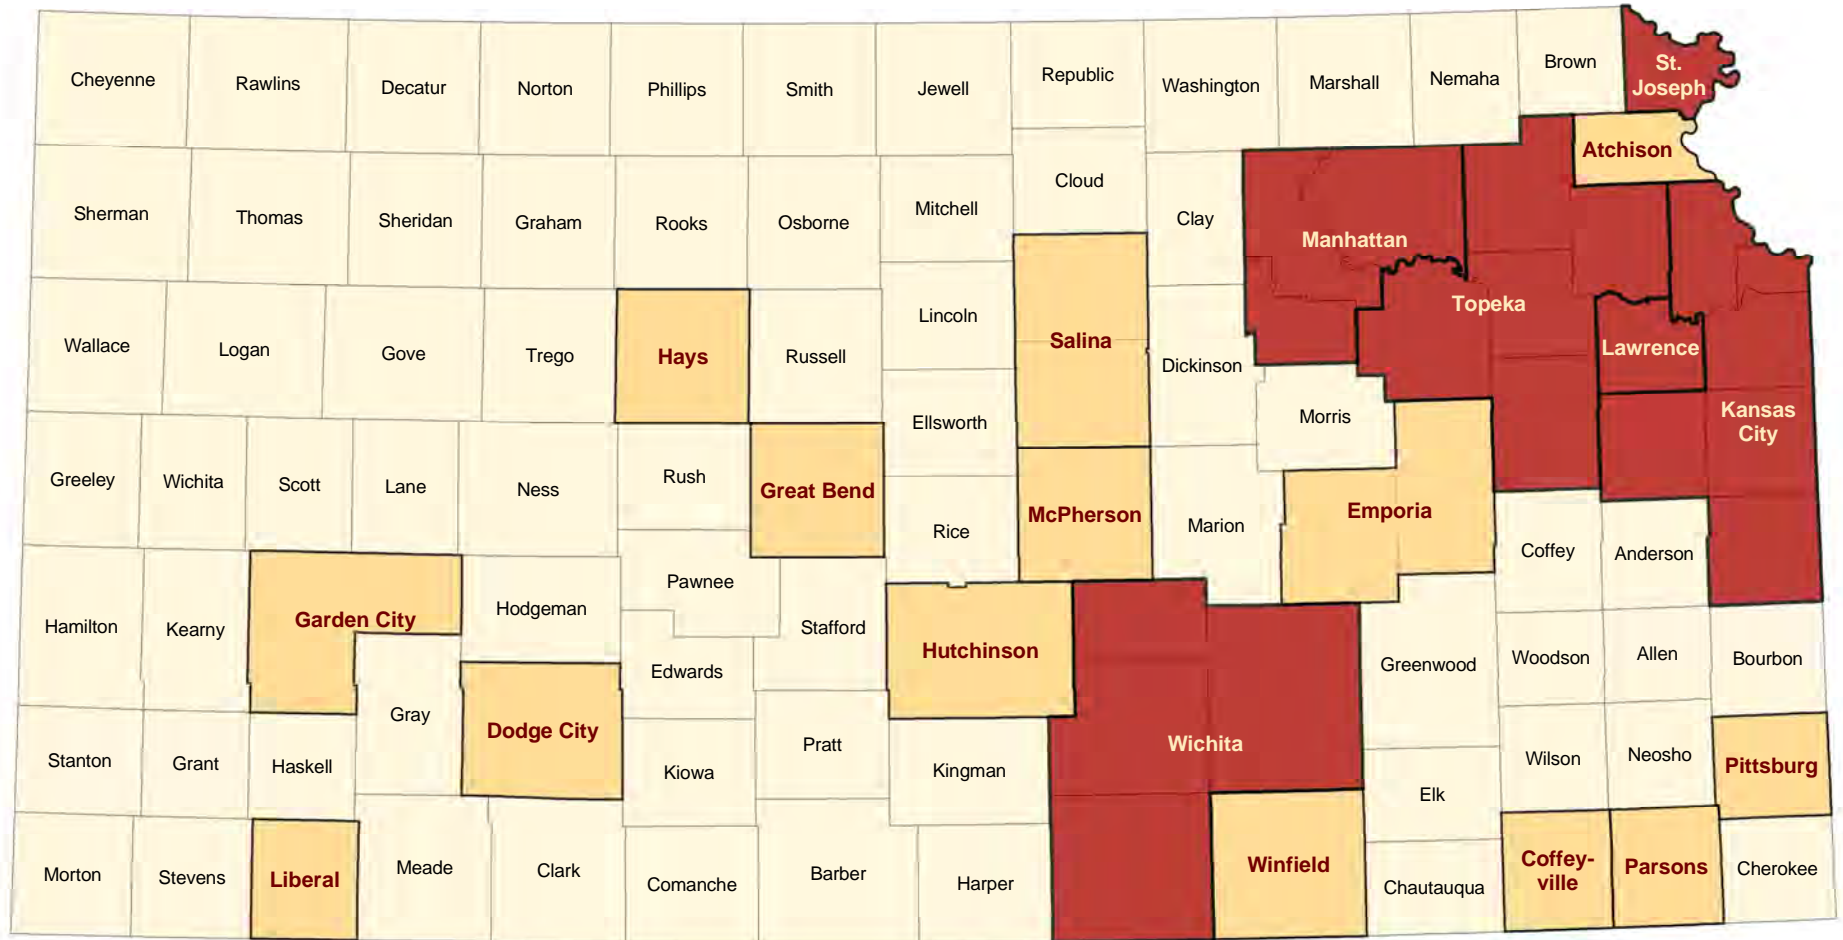 Cheyenne
Rawlins
Decatur
Norton
Phillips
Smith
Jewell
Republic
Washington
Marshall
Nemaha
Brown
St.
Joseph
Atchison
Sherman
Thomas
Sheridan
Graham
Rooks
Osborne
Mitchell
Cloud
Clay
Manhattan
Topeka
Lawrence
Kansas
City
Wallace
Logan
Gove
Trego
Hays
Russell
Lincoln
Salina
Dickinson
Ellsworth
Morris
Greeley
Wichita
Scott
Lane
Ness
Rush
Great Bend
Rice
McPherson
Marion
Emporia
Coffey
Anderson
Hamilton
Kearny
Garden City
Hodgeman
Pawnee
Stafford
Edwards
Hutchinson
Greenwood
Woodson
Allen
Bourbon
Stanton
Grant
Haskell
Gray
Dodge City
Kiowa
Pratt
Kingman
Wichita
Elk
Wilson
Neosho
Pittsburg
Morton
Stevens
Liberal
Meade
Clark
Comanche
Barber
Harper
Winfield
Chautauqua
Coffey-
ville
Parsons
Cherokee